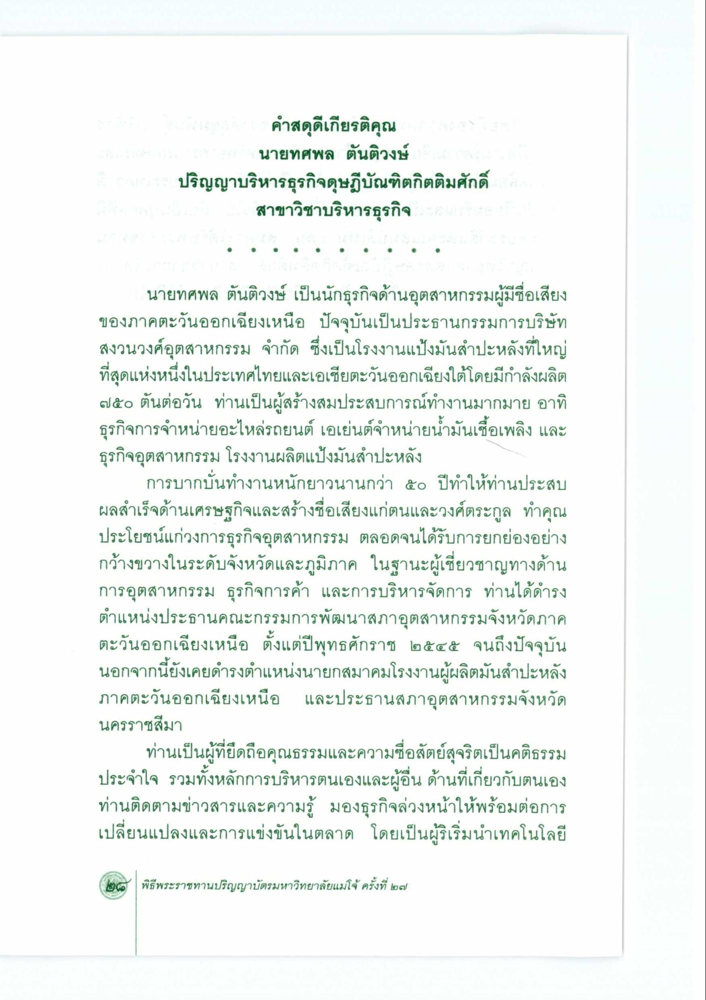 คำสดุดีเกียรติคุณ
นายทศพล ตันติวงษ์
ปริญญาบริหารธุรกิจดุษฎีบัณฑิตกิตติมศักดิ์
สาขาวิชาบริหารธุรกิจ
* * * * * * * * * *
นายทศพล ตันติวงษ์ เป็นนักธุรกิจด้านอุตสาหกรรมผู้มีชื่อเสียง
ของภาคตะวันออกเฉียงเหนือ ปัจจุบันเป็นประธานกรรมการบริษัท
สงวนวงศ์อุตสาหกรรม จำกัด ซึ่งเป็นโรงงานแป้งมันสำปะหลังที่ใหญ่
ที่สุดแห่งหนึ่งในประเทศไทยและเอเชียตะวันออกเฉียงใต้โดยมีกำลังผลิต
๗๕๐ ตันต่อวัน ท่านเป็นผู้สร้างสมประสบการณ์ทำงานมากมาย อาทิ
ธุรกิจการจำหน่ายอะไหล่รถยนต์ เอเย่นต์จำหน่ายน้ำมันเชื้อเพลิง และ
ธุรกิจอุตสาหกรรม โรงงานผลิตแป้งมันสำปะหลัง
การบากบั่นทำงานหนักยาวนานกว่า ๕๐ ปีทำให้ท่านประสบ
ผลสำเร็จด้านเศรษฐกิจและสร้างชื่อเสียงแก่ตนและวงศ์ตระกูล ทำคุณ
ประโยชน์แก่วงการธุรกิจอุตสาหกรรม ตลอดจนได้รับการยกย่องอย่าง
กว้างขวางในระดับจังหวัดและภูมิภาค ในฐานะผู้เชี่ยวชาญทางด้าน
การอุตสาหกรรม ธุรกิจการค้า และการบริหารจัดการ ท่านได้ดำรง
ตำแหน่งประธานคณะกรรมการพัฒนาสภาอุตสาหกรรมจังหวัดภาค
ตะวันออกเฉียงเหนือ ตั้งแต่ปีพุทธศักราช ๒๕๔๕ จนถึงปัจจุบัน
นอกจากนี้ยังเคยดำรงตำแหน่งนายกสมาคมโรงงานผู้ผลิตมันสำปะหลัง
ภาคตะวันออกเฉียงเหนือ และประธานสภาอุตสาหกรรมจังหวัด
นครราชสีมา
ท่านเป็นผู้ที่ยึดถือคุณธรรมและความซื่อสัตย์สุจริตเป็นคติธรรม
ประจำใจ รวมทั้งหลักการบริหารตนเองและผู้อื่น ด้านที่เกี่ยวกับตนเอง
ท่านติดตามข่าวสารและความรู้ มองธุรกิจล่วงหน้าให้พร้อมต่อการ
เปลี่ยนแปลงและการแข่งขันในตลาด โดยเป็นผู้ริเริ่มนำเทคโนโลยี
๒๘ พิธีพระราชทานปริญญาบัตรมหาวิทยาลัยแม่โจ้ ครั้งที่ ๒๗